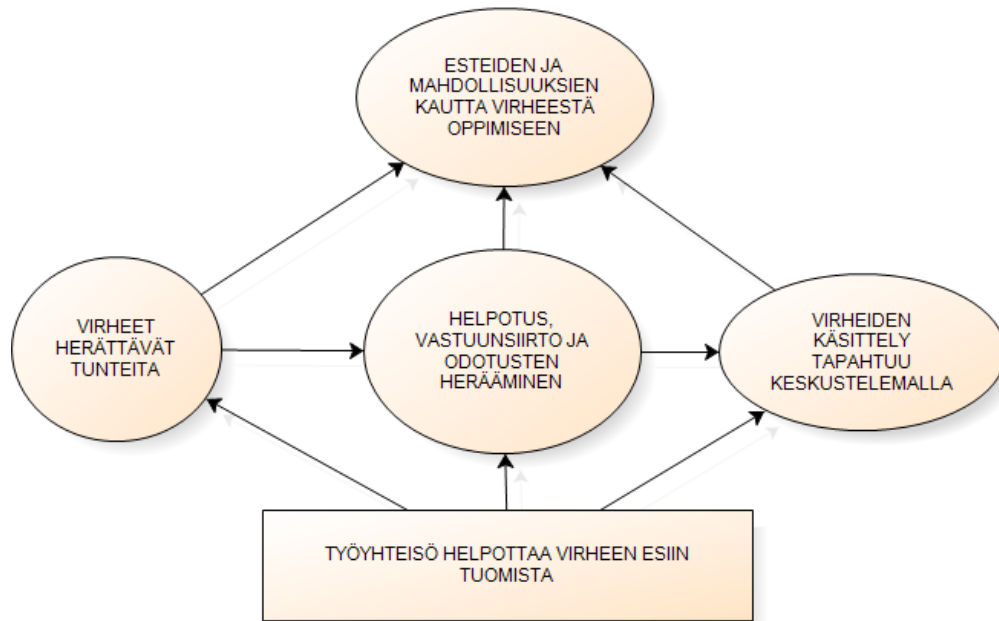 ESTEIDEN JA
MAHDOLLISUUKSIEN
KAUTTA VIRHEESTÄ
OPPIMISEEN
VIRHEET
HERÄTTÄVÄT
TUNTEITA
HELPOTUS,
VASTUUNSIIRTO JA
ODOTUSTEN
HERÄÄMINEN
VIRHEIDEN
KÄSITTELY
TAPAHTUU
KESKUSTELEMALLA
TYÖYHTEISÖ HELPOTTAA VIRHEEN ESIIN
TUOMISTA